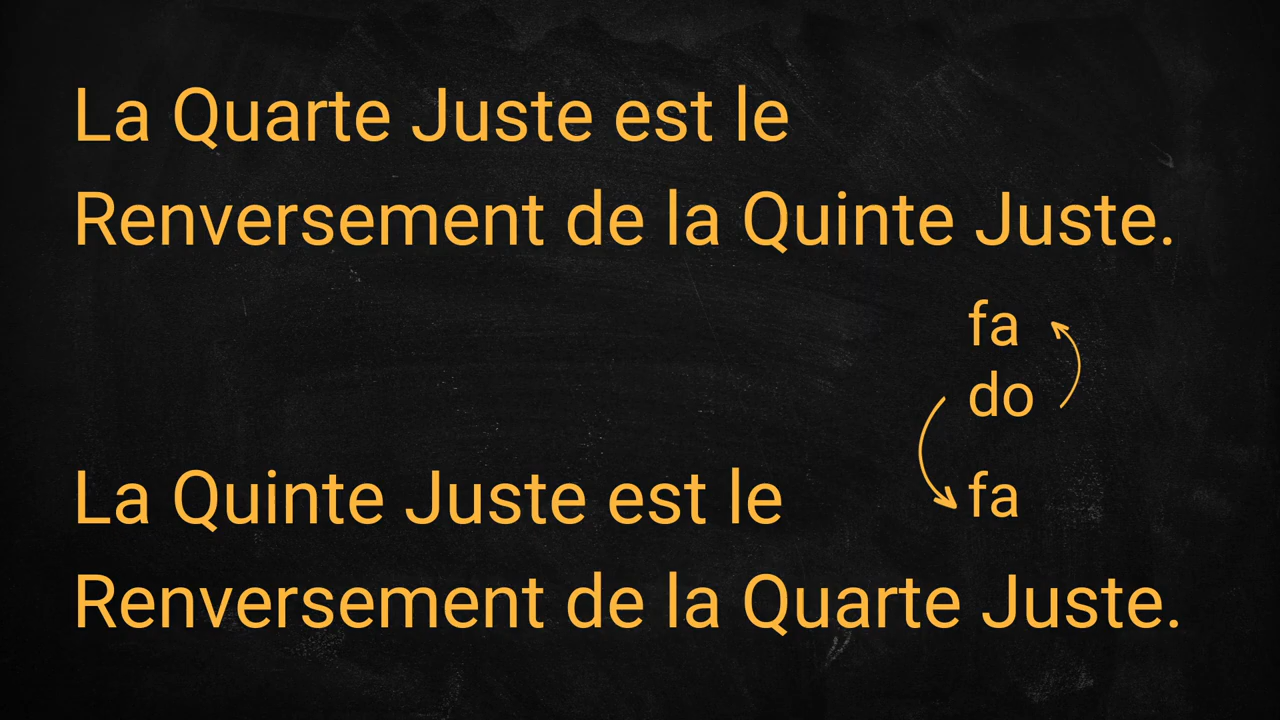 La Quarte Juste est le
Renversement de la Quinte Juste.
fa
do
fa
La Quinte Juste est le
Renversement de la Quarte Juste.